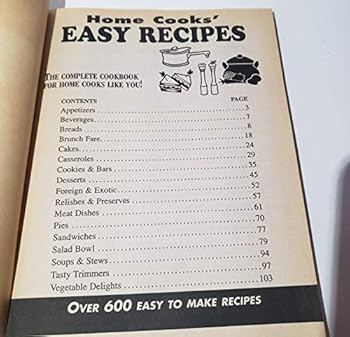 Home Cooks'
EASY RECIPES
THE COMPLETE COOKBOOK
FOR HOME COOKS LIKE YOU!
CONTENTS PAGE
Appetizers 3
Beverages 7
Breads 8
Brunch Fare 18
Cakes 24
Casseroles 29
Cookies & Bars 35
Desserts 45
Foreign & Exotic 52
Relishes & Preserves 57
Meat Dishes 61
Pies 70
Sandwiches 77
Salad Bowl 79
Soups & Stews 94
Tasty Trimmers 97
Vegetable Delights 103
OVER 600 EASY TO MAKE RECIPES